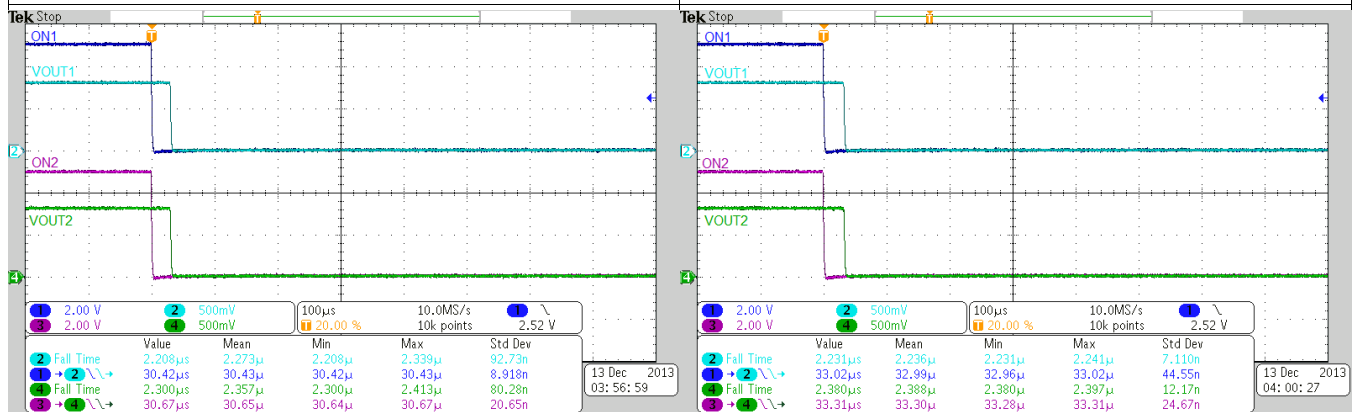 Tek Stop
T
T
ON1
VOUT1
2
ON2
VOUT2
4
1 2.00 V 2 500mV
3 2.00 V 4 500mV
100µs 10.0MS/s 1
T 20.00 % 10k points 2.52 V
Value Mean Min Max Std Dev
2 Fall Time 2.208µs 2.273µ 2.208µ 2.339µ 92.73n
1 → 2 → 30.42µs 30.43µ 30.42µ 30.43µ 8.918n
4 Fall Time 2.300µs 2.357µ 2.300µ 2.413µ 80.28n
3 → 4 → 30.67µs 30.65µ 30.64µ 30.67µ 20.65n
13 Dec 2013
03:56:59
Tek Stop
T
T
ON1
VOUT1
2
ON2
VOUT2
4
1 2.00 V 2 500mV
3 2.00 V 4 500mV
100µs 10.0MS/s 1
T 20.00 % 10k points 2.52 V
Value Mean Min Max Std Dev
2 Fall Time 2.231µs 2.236µ 2.231µ 2.241µ 7.110n
1 → 2 → 33.02µs 32.99µ 32.96µ 33.02µ 44.55n
4 Fall Time 2.380µs 2.388µ 2.380µ 2.397µ 12.17n
3 → 4 → 33.31µs 33.30µ 33.28µ 33.31µ 24.67n
13 Dec 2013
04:00:27